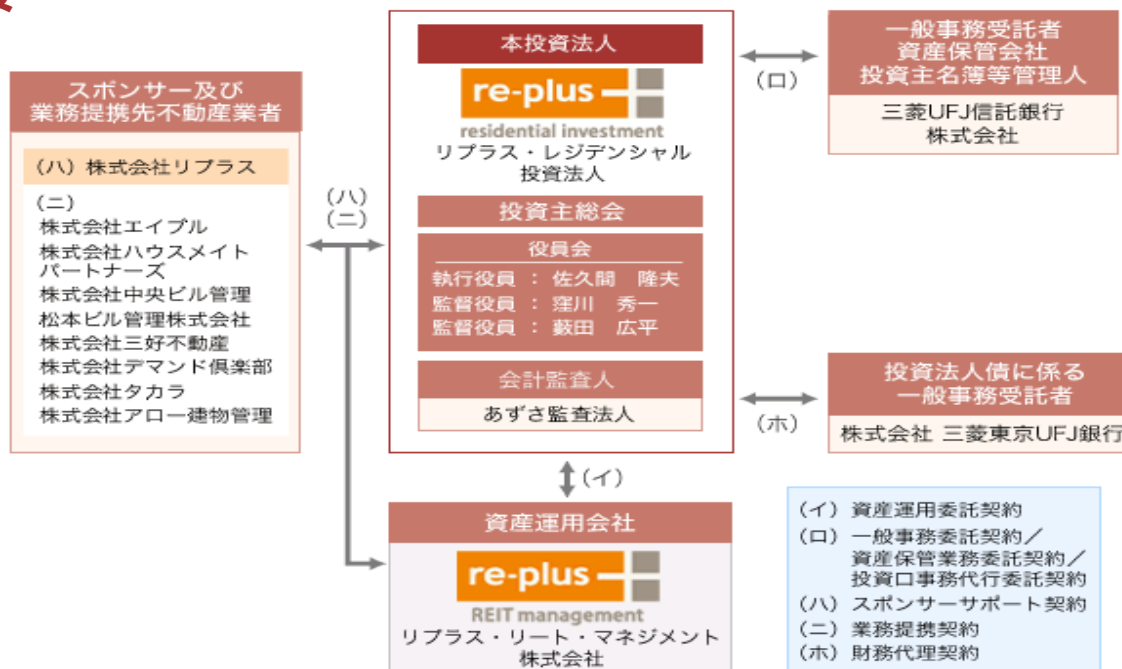 スポンサー及び
業務提携先不動産業者
(ハ) 株式会社リプラス
(ニ)
株式会社エイブル
株式会社ハウスメイト
パートナーズ
株式会社中央ビル管理
松本ビル管理株式会社
株式会社三好不動産
株式会社デマンド倶楽部
株式会社タカラ
株式会社アロー建物管理
(ハ)
(ニ)
本投資法人
re-plus
residential investment
リプラス・レジデンシャル
投資法人
投資主総会
役員会
執行役員 : 佐久間 隆夫
監督役員 : 窪川 秀一
監督役員 : 藪田 広平
会計監査人
あずさ監査法人
(イ)
資産運用会社
re-plus
REIT management
リプラス・リート・マネジメント
株式会社
(ロ)
一般事務受託者
資産保管会社
投資主名簿等管理人
三菱UFJ信託銀行
株式会社
(ホ)
投資法人債に係る
一般事務受託者
株式会社 三菱東京UFJ銀行
(イ) 資産運用委託契約
(ロ) 一般事務委託契約/
資産保管業務委託契約/
投資口事務代行委託契約
(ハ) スポンサーサポート契約
(ニ) 業務提携契約
(ホ) 財務代理契約